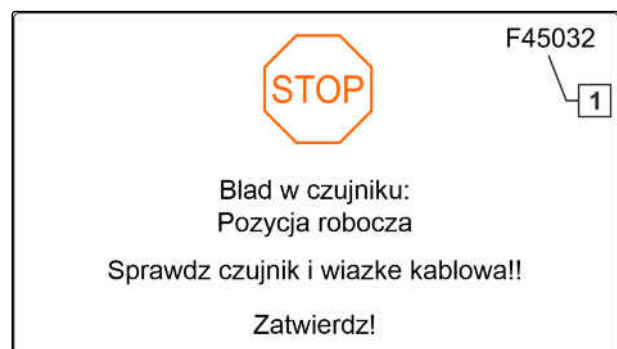 F45032
STOP
1
Blad w czujniku:
Pozycja robocza
Sprawdz czujnik i wiazke kablowa!!
Zatwierdz!